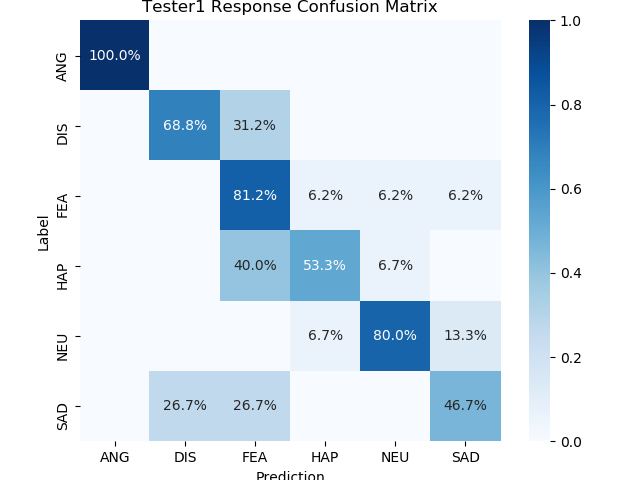 Tester1 Response Confusion Matrix
1.0
ANG
100.0%
0.8
DIS
68.8% 31.2%
FEA
81.2% 6.2% 6.2% 6.2%
0.6
Label
HAP
40.0% 53.3% 6.7%
0.4
NEU
6.7% 80.0% 13.3%
0.2
SAD
26.7% 26.7% 46.7%
0.0
ANG DIS FEA HAP NEU SAD
Prediction